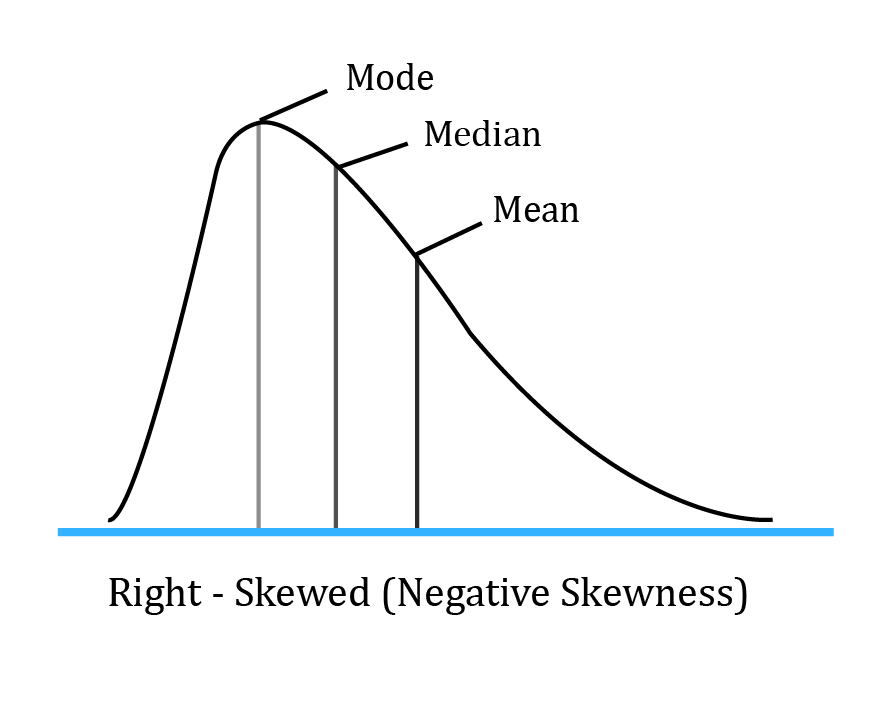 Mode
Median
Mean
Right - Skewed (Negative Skewness)